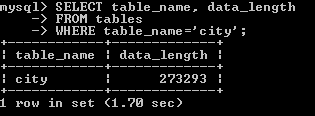 mysql> SELECT table_name, data_length
    -> FROM tables
    -> WHERE table_name='city';
+------------+-------------+
| table_name | data_length |
+------------+-------------+
| city       |      273293 |
+------------+-------------+
1 row in set (1.70 sec)